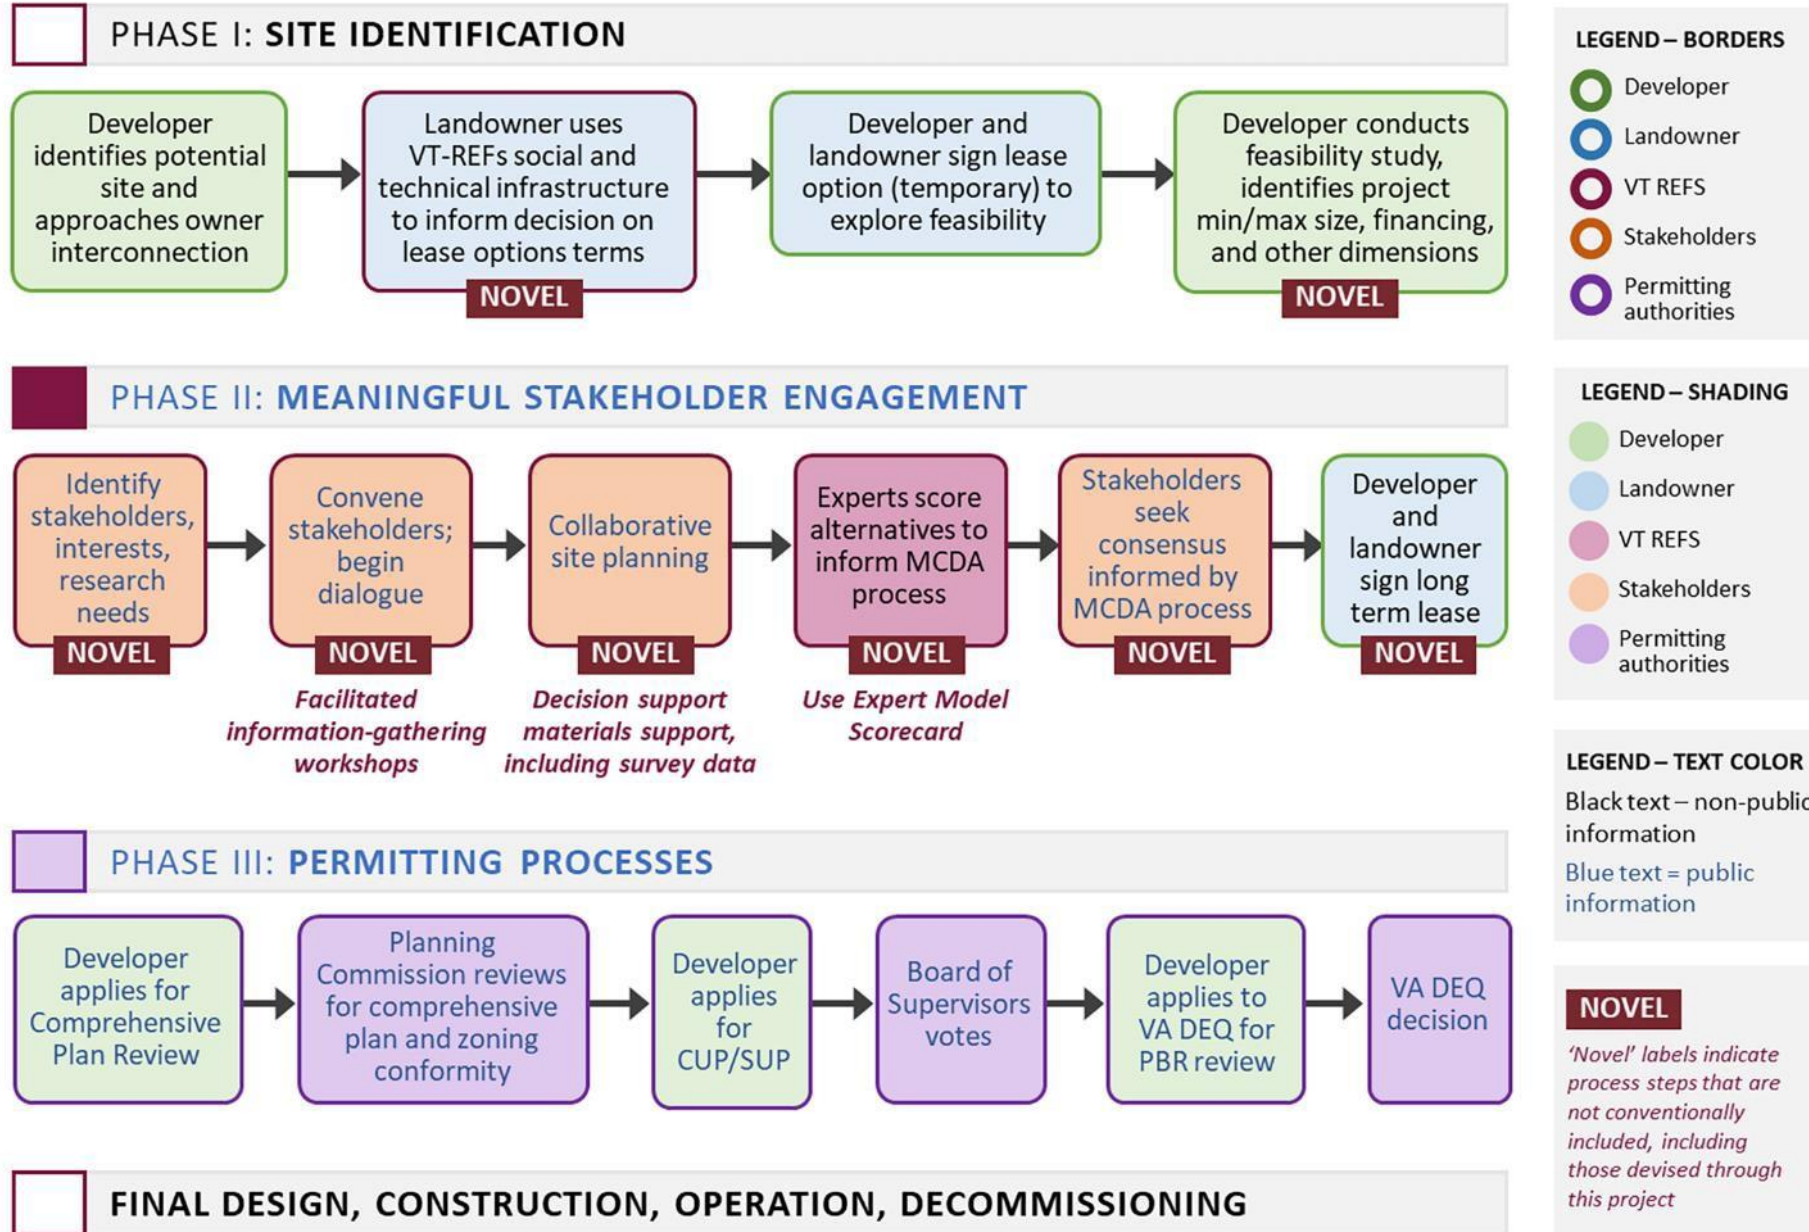 PHASE I: SITE IDENTIFICATION
Developer
identifies potential
site and
approaches owner
interconnection
Landowner uses
VT-REFs social and
technical infrastructure
to inform decision on
lease options terms
NOVEL
Developer and
landowner sign lease
option (temporary) to
explore feasibility
Developer conducts
feasibility study,
identifies project
min/max size, financing,
and other dimensions
NOVEL
PHASE II: MEANINGFUL STAKEHOLDER ENGAGEMENT
Identify
stakeholders,
interests,
research
needs
NOVEL
Convene
stakeholders;
begin
dialogue
NOVEL
Facilitated
information-gathering
workshops
Collaborative
site planning
NOVEL
Decision support
materials support,
including survey data
Experts score
alternatives to
inform MCDA
process
NOVEL
Use Expert Model
Scorecard
Stakeholders
seek
consensus
informed by
MCDA process
NOVEL
Developer
and
landowner
sign long
term lease
NOVEL
PHASE III: PERMITTING PROCESSES
Developer
applies for
Comprehensive
Plan Review
Planning
Commission reviews
for comprehensive
plan and zoning
conformity
Developer
applies
for
CUP/SUP
Board of
Supervisors
votes
Developer
applies to
VA DEQ for
PBR review
VA DEQ
decision
FINAL DESIGN, CONSTRUCTION, OPERATION, DECOMMISSIONING
LEGEND – BORDERS
Developer
Landowner
VT REFS
Stakeholders
Permitting
authorities
LEGEND – SHADING
Developer
Landowner
VT REFS
Stakeholders
Permitting
authorities
LEGEND – TEXT COLOR
Black text – non-public
information
Blue text = public
information
NOVEL
‘Novel’ labels indicate
process steps that are
not conventionally
included, including
those devised through
this project